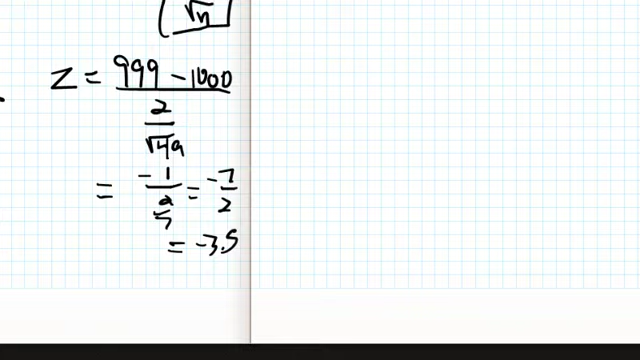 √n
Z = 999 - 1000
2
√49
= -1/(2/7) = -7/2
= -3.5